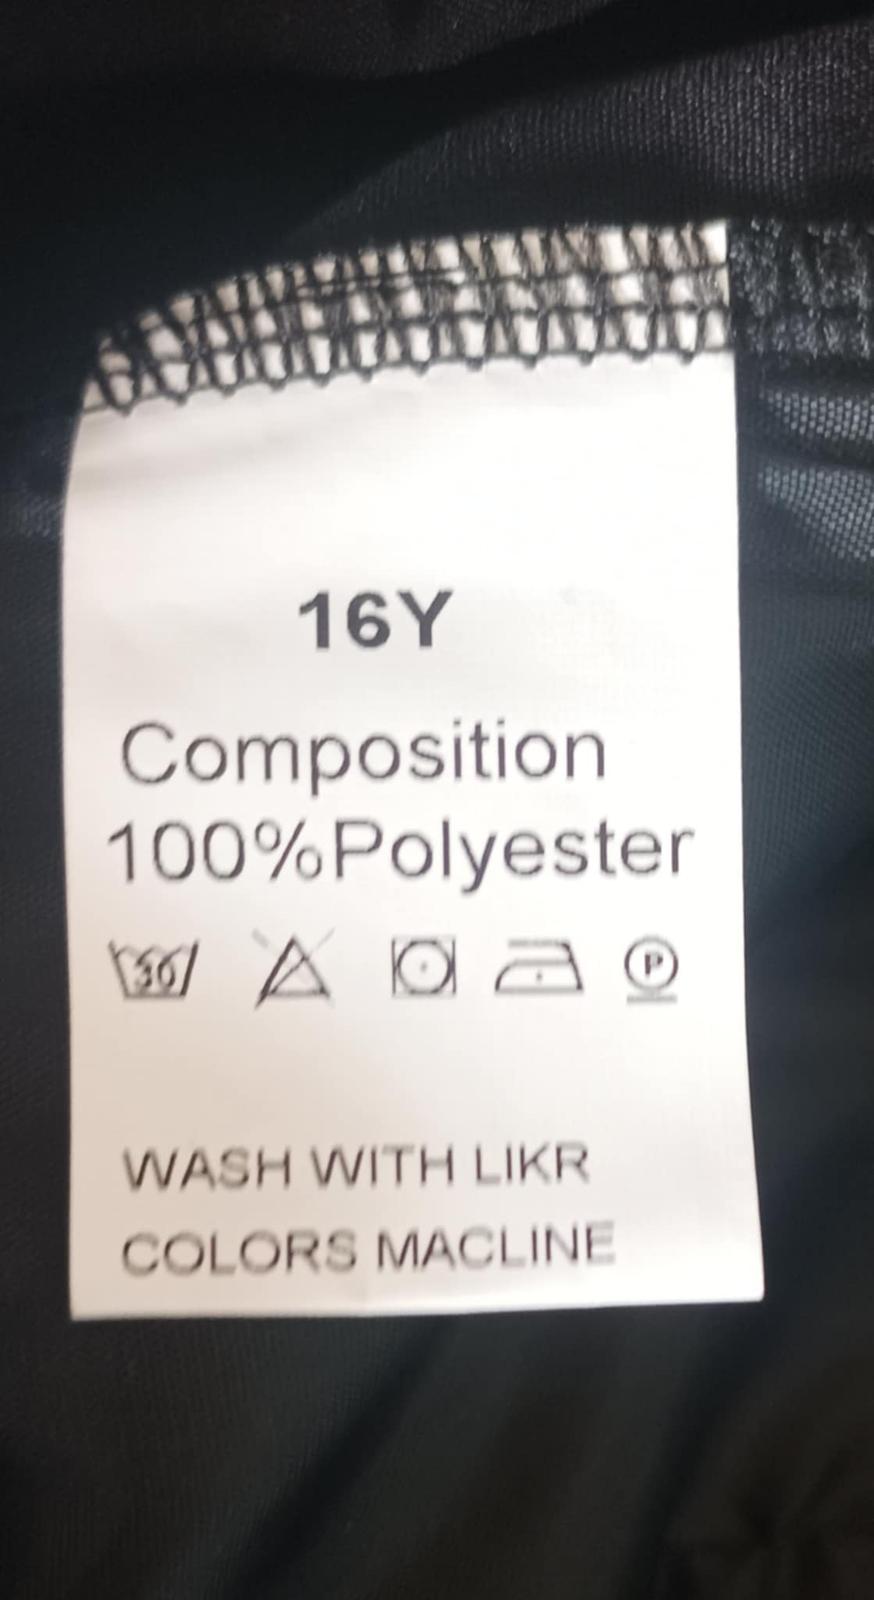 16Y
Composition
100%Polyester
30
P
WASH WITH LIKR
COLORS MACLINE